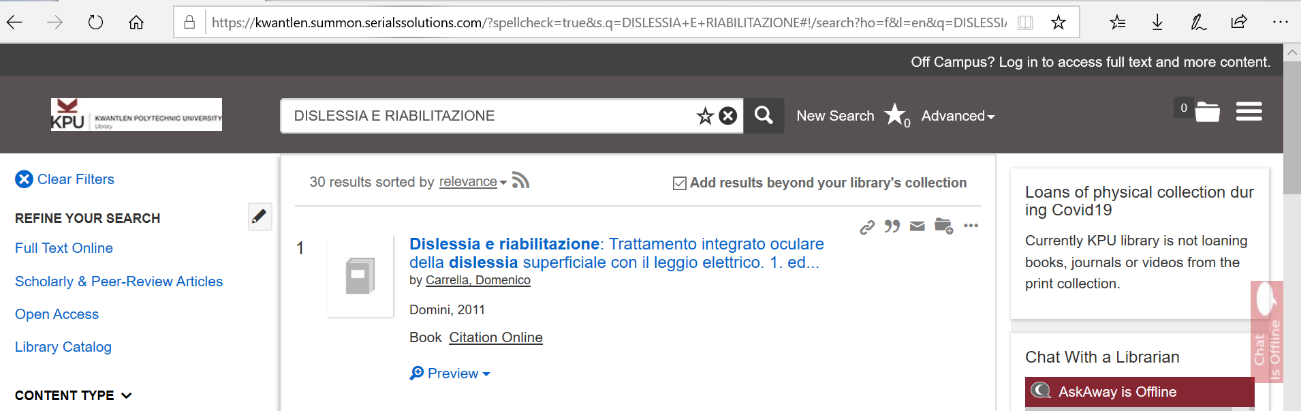 https://kwantlen.summon.serialssolutions.com/?spellcheck=true&s.q=DISLESSIA+E+RIABILITAZIONE#!/search?ho=f&l=en&q=DISLESSIA
Off Campus? Log in to access full text and more content.
KPU KWANTLEN POLYTECHNIC UNIVERSITY
Library
DISLESSIA E RIABILITAZIONE
New Search
0
Advanced
0
Clear Filters
REFINE YOUR SEARCH
Full Text Online
Scholarly & Peer-Review Articles
Open Access
Library Catalog
CONTENT TYPE
30 results sorted by relevance
Add results beyond your library's collection
1
Dislessia e riabilitazione: Trattamento integrato oculare
della dislessia superficiale con il leggio elettrico. 1. ed...
by Carrella, Domenico
Domini, 2011
Book Citation Online
Preview
Loans of physical collection dur
ing Covid19
Currently KPU library is not loaning
books, journals or videos from the
print collection.
Chat With a Librarian
AskAway is Offline
Chat
Is Offline